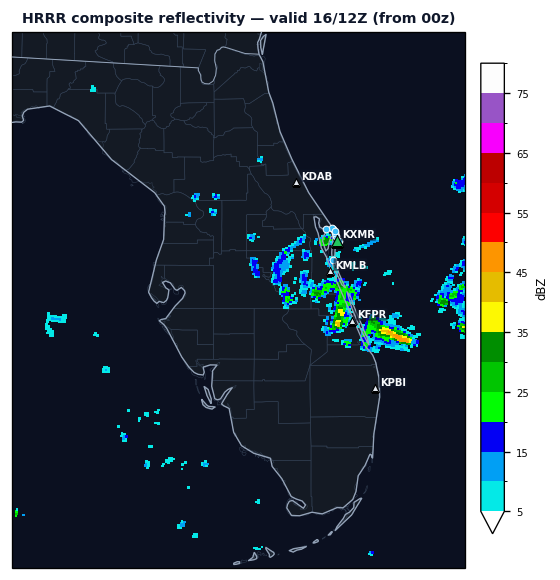 HRRR composite reflectivity — valid 16/12Z (from 00z)
KDAB
KXMR
KMLB
KFPR
KPBI
75
65
55
45
35
25
15
5
dBZ